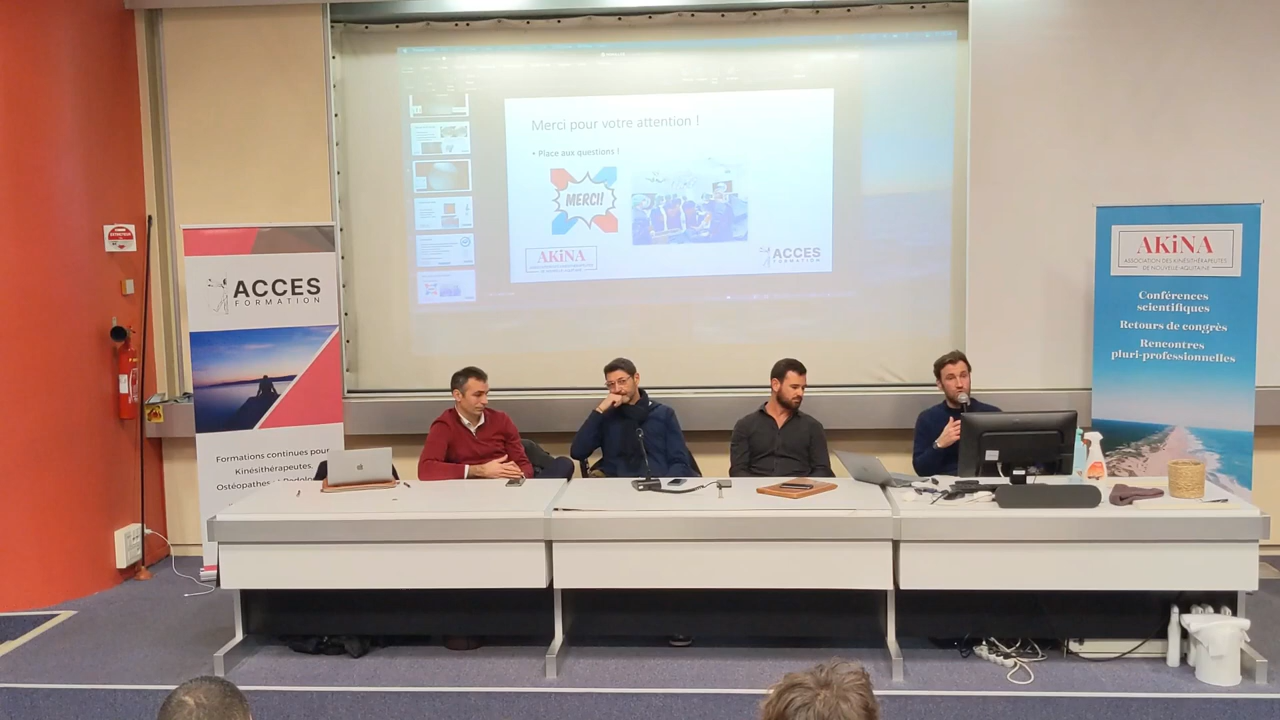 Merci pour votre attention !
• Place aux questions !
MERCI!
AKiNA
ACCES
FORMATION
ACCES
FORMATION
Formations continues pour
Kinésithérapeutes,
Ostéopathes
AKiNA
ASSOCIATION DES KINÉSITHÉRAPEUTES
DE NOUVELLE-AQUITAINE
Conférences
scientifiques
Retours de congrès
Rencontres
pluri-professionnelles